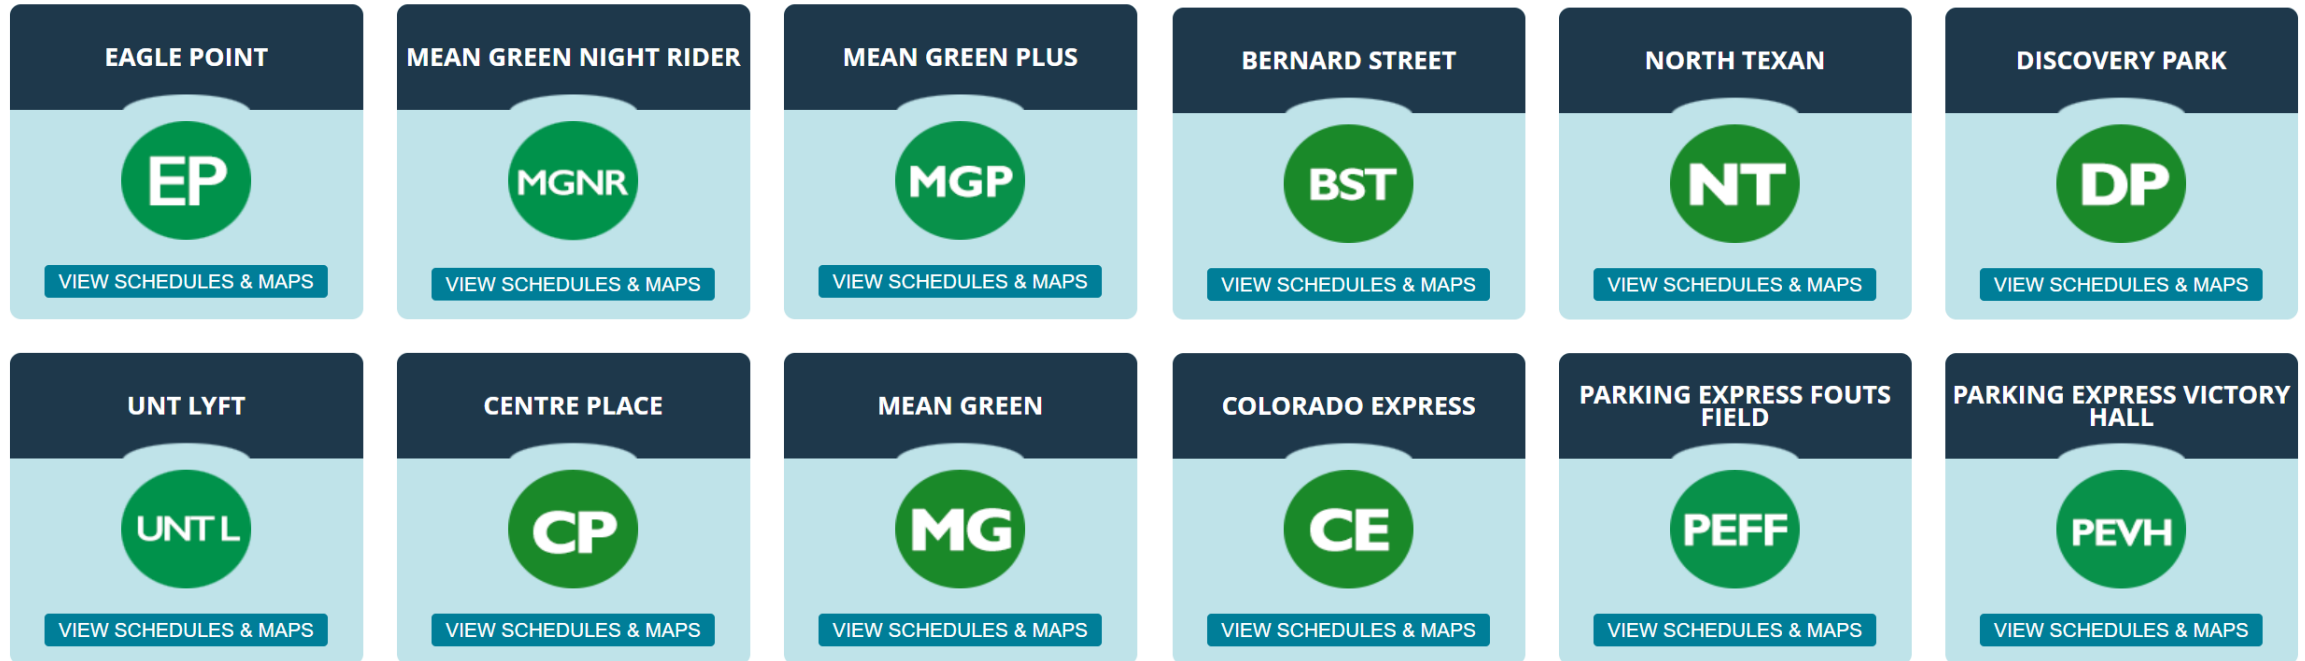 EAGLE POINT
EP
VIEW SCHEDULES & MAPS
MEAN GREEN NIGHT RIDER
MGNR
VIEW SCHEDULES & MAPS
MEAN GREEN PLUS
MGP
VIEW SCHEDULES & MAPS
BERNARD STREET
BST
VIEW SCHEDULES & MAPS
NORTH TEXAN
NT
VIEW SCHEDULES & MAPS
DISCOVERY PARK
DP
VIEW SCHEDULES & MAPS
UNT LYFT
UNT L
VIEW SCHEDULES & MAPS
CENTRE PLACE
CP
VIEW SCHEDULES & MAPS
MEAN GREEN
MG
VIEW SCHEDULES & MAPS
COLORADO EXPRESS
CE
VIEW SCHEDULES & MAPS
PARKING EXPRESS FOUTS
FIELD
PEFF
VIEW SCHEDULES & MAPS
PARKING EXPRESS VICTORY
HALL
PEVH
VIEW SCHEDULES & MAPS